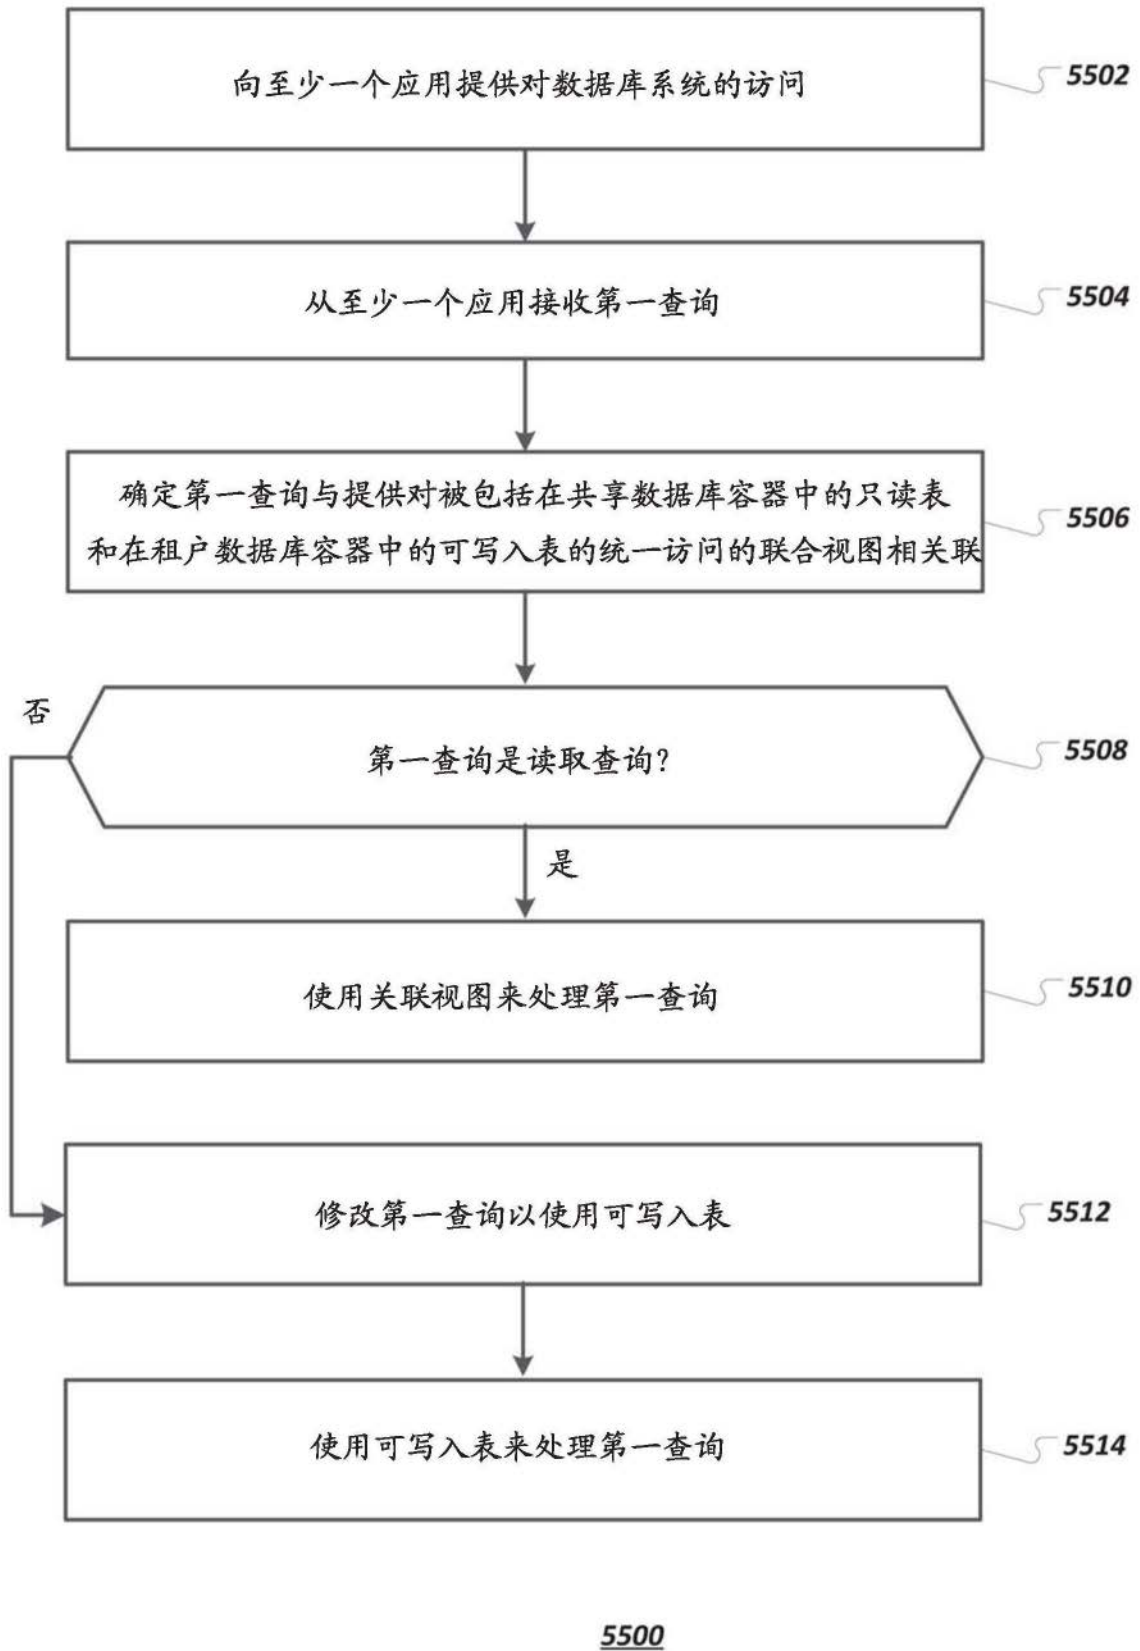 向至少一个应用提供对数据库系统的访问
5502
从至少一个应用接收第一查询
5504
确定第一查询与提供对被包括在共享数据库容器中的只读表
和在租户数据库容器中的可写入表的统一访问的联合视图相关联
5506
否
第一查询是读取查询?
5508
是
使用关联视图来处理第一查询
5510
修改第一查询以使用可写入表
5512
使用可写入表来处理第一查询
5514
5500